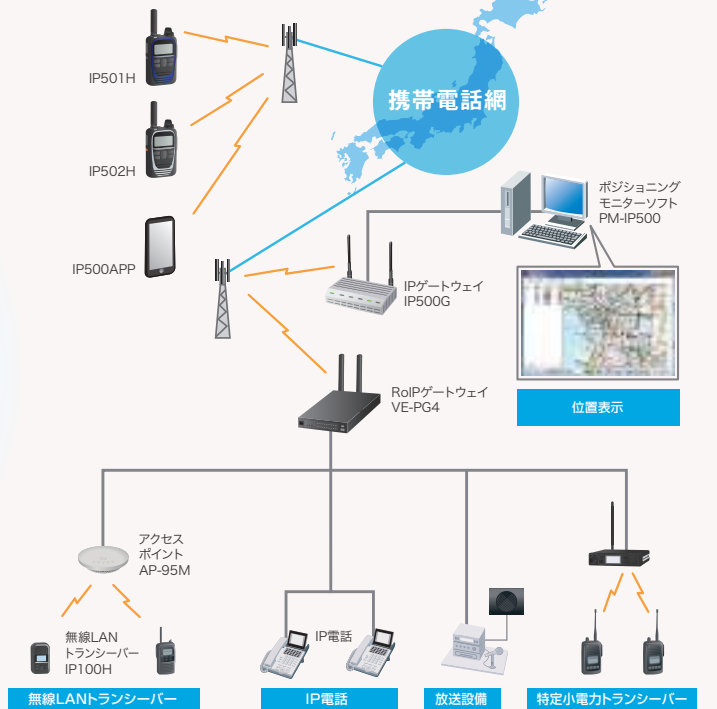 IP501H
携帯電話網
IP502H
ポジショニング
モニターソフト
PM-IP500
IP500APP
IPゲートウェイ
IP500G
RoIPゲートウェイ
VE-PG4
位置表示
アクセス
ポイント
AP-95M
無線LAN
トランシーバー
IP100H
IP電話
無線LANトランシーバー
IP電話
放送設備
特定小電力トランシーバー